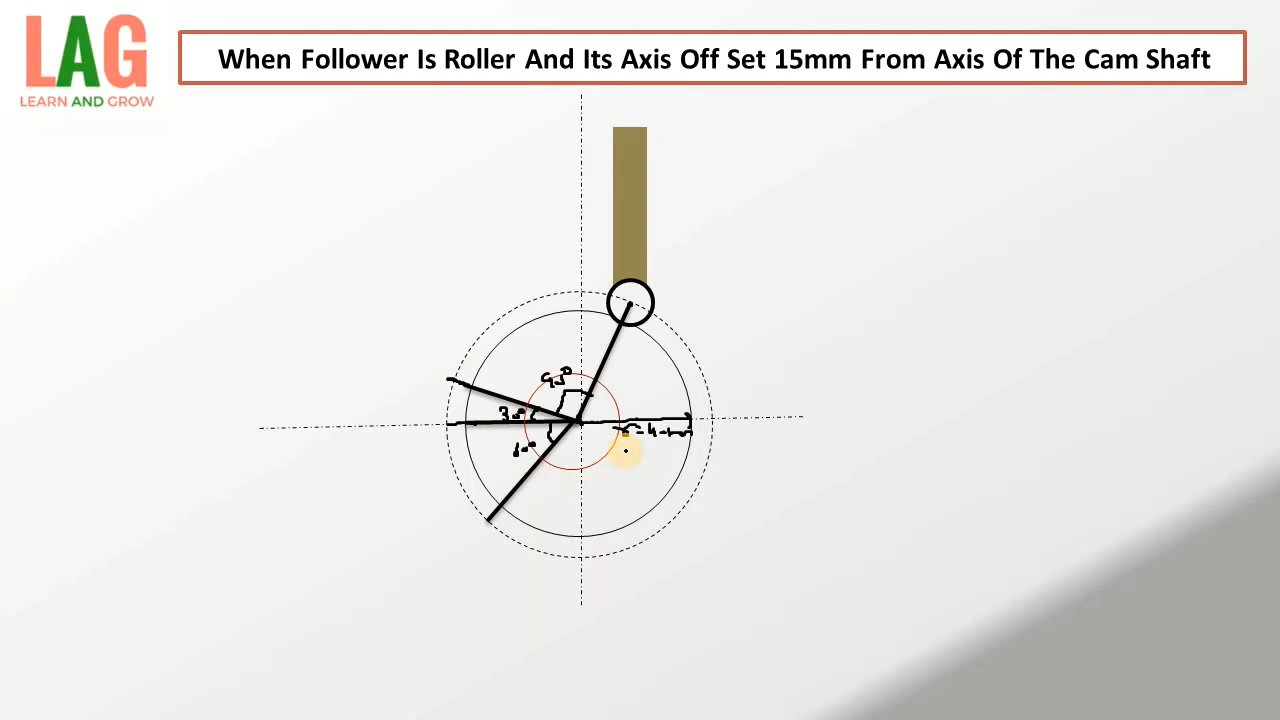 LAG
LEARN AND GROW
When Follower Is Roller And Its Axis Off Set 15mm From Axis Of The Cam Shaft
30°